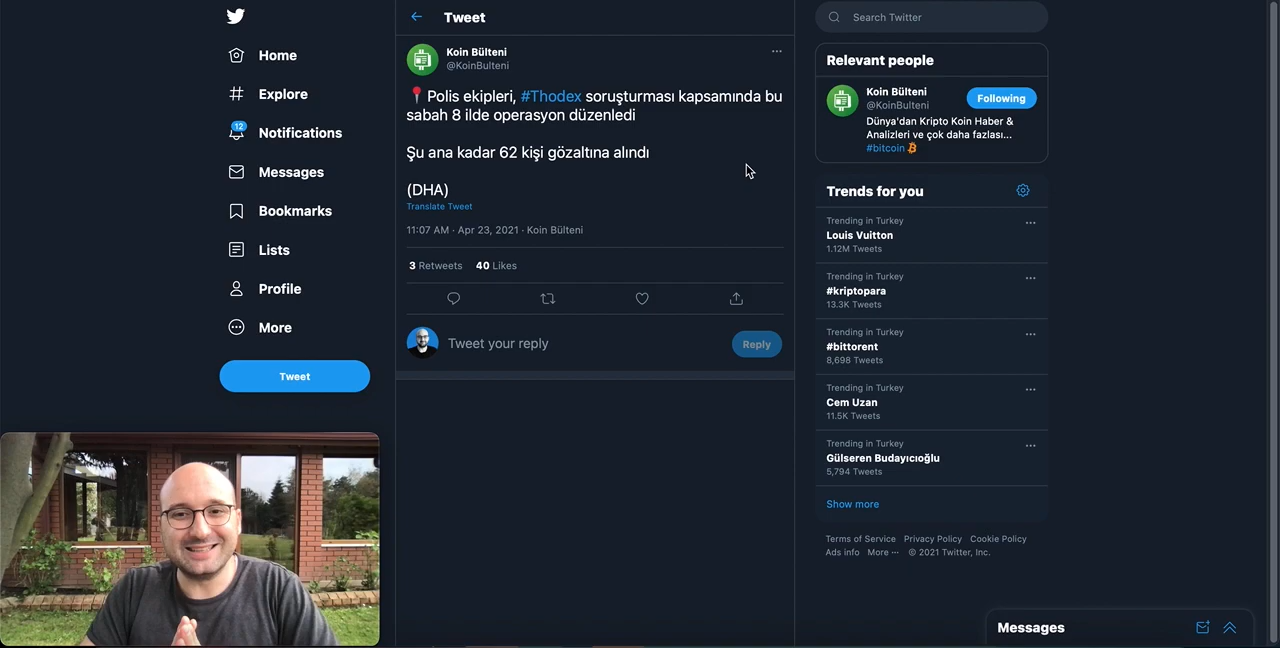 Home
Explore
12
Notifications
Messages
Bookmarks
Lists
Profile
More
Tweet
Tweet
Koin Bülteni
@KoinBulteni
Polis ekipleri, #Thodex soruşturması kapsamında bu
sabah 8 ilde operasyon düzenledi
Şu ana kadar 62 kişi gözaltına alındı
(DHA)
Translate Tweet
11:07 AM · Apr 23, 2021 · Koin Bülteni
3 Retweets 40 Likes
Tweet your reply
Reply
Search Twitter
Relevant people
Koin Bülteni
@KoinBulteni
Following
Dünya'dan Kripto Koin Haber &
Analizleri ve çok daha fazlası...
#bitcoin
Trends for you
Trending in Turkey
Louis Vuitton
1.12M Tweets
Trending in Turkey
#kriptopara
13.3K Tweets
Trending in Turkey
#bittorent
8,698 Tweets
Trending in Turkey
Cem Uzan
11.5K Tweets
Trending in Turkey
Gülseren Budayıcıoğlu
5,794 Tweets
Show more
Terms of Service Privacy Policy Cookie Policy
Ads info More ··· © 2021 Twitter, Inc.
Messages